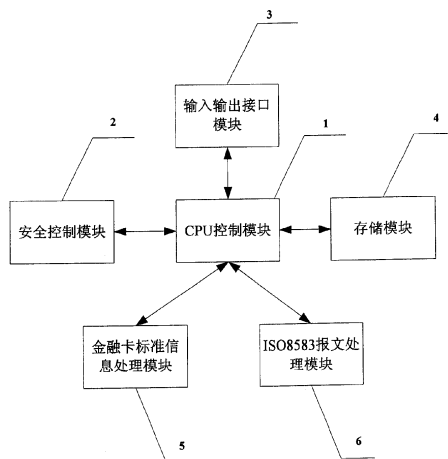 3
输入输出接口
模块
2
1
4
安全控制模块
CPU控制模块
存储模块
金融卡标准信
息处理模块
ISO8583报文处
理模块
5
6